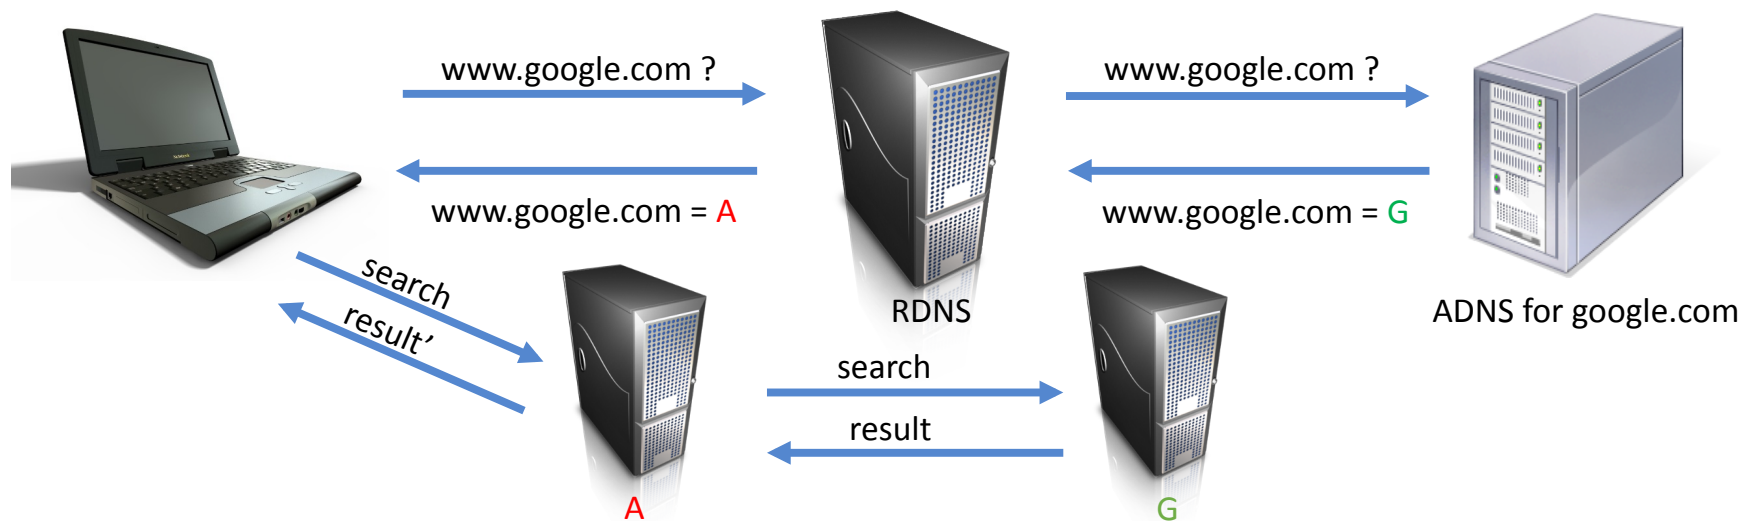 www.google.com ?
www.google.com ?
www.google.com = A
www.google.com = G
search
result’
RDNS
ADNS for google.com
search
result
A
G